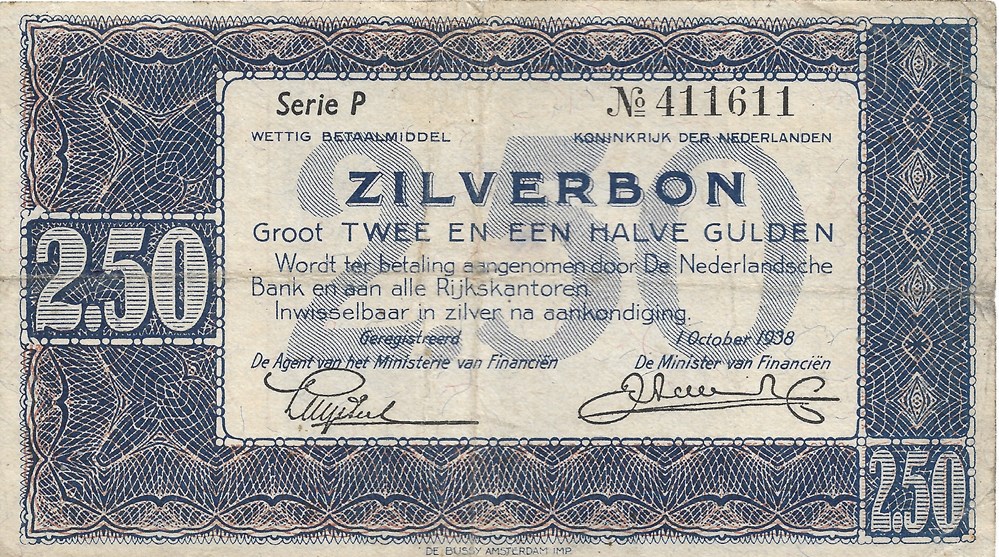 Serie P № 411611
WETTIG BETAALMIDDEL KONINKRIJK DER NEDERLANDEN
2.50
ZILVERBON
Groot TWEE EN EEN HALVE GULDEN
2.50
Wordt ter betaling aangenomen door De Nederlandsche
Bank en aan alle Rijkskantoren.
Inwisselbaar in zilver na aankondiging.
Geregistreerd 1 October 1938
De Agent van het Ministerie van Financiën De Minister van Financiën
2.50
DE BUSSY AMSTERDAM IMP.